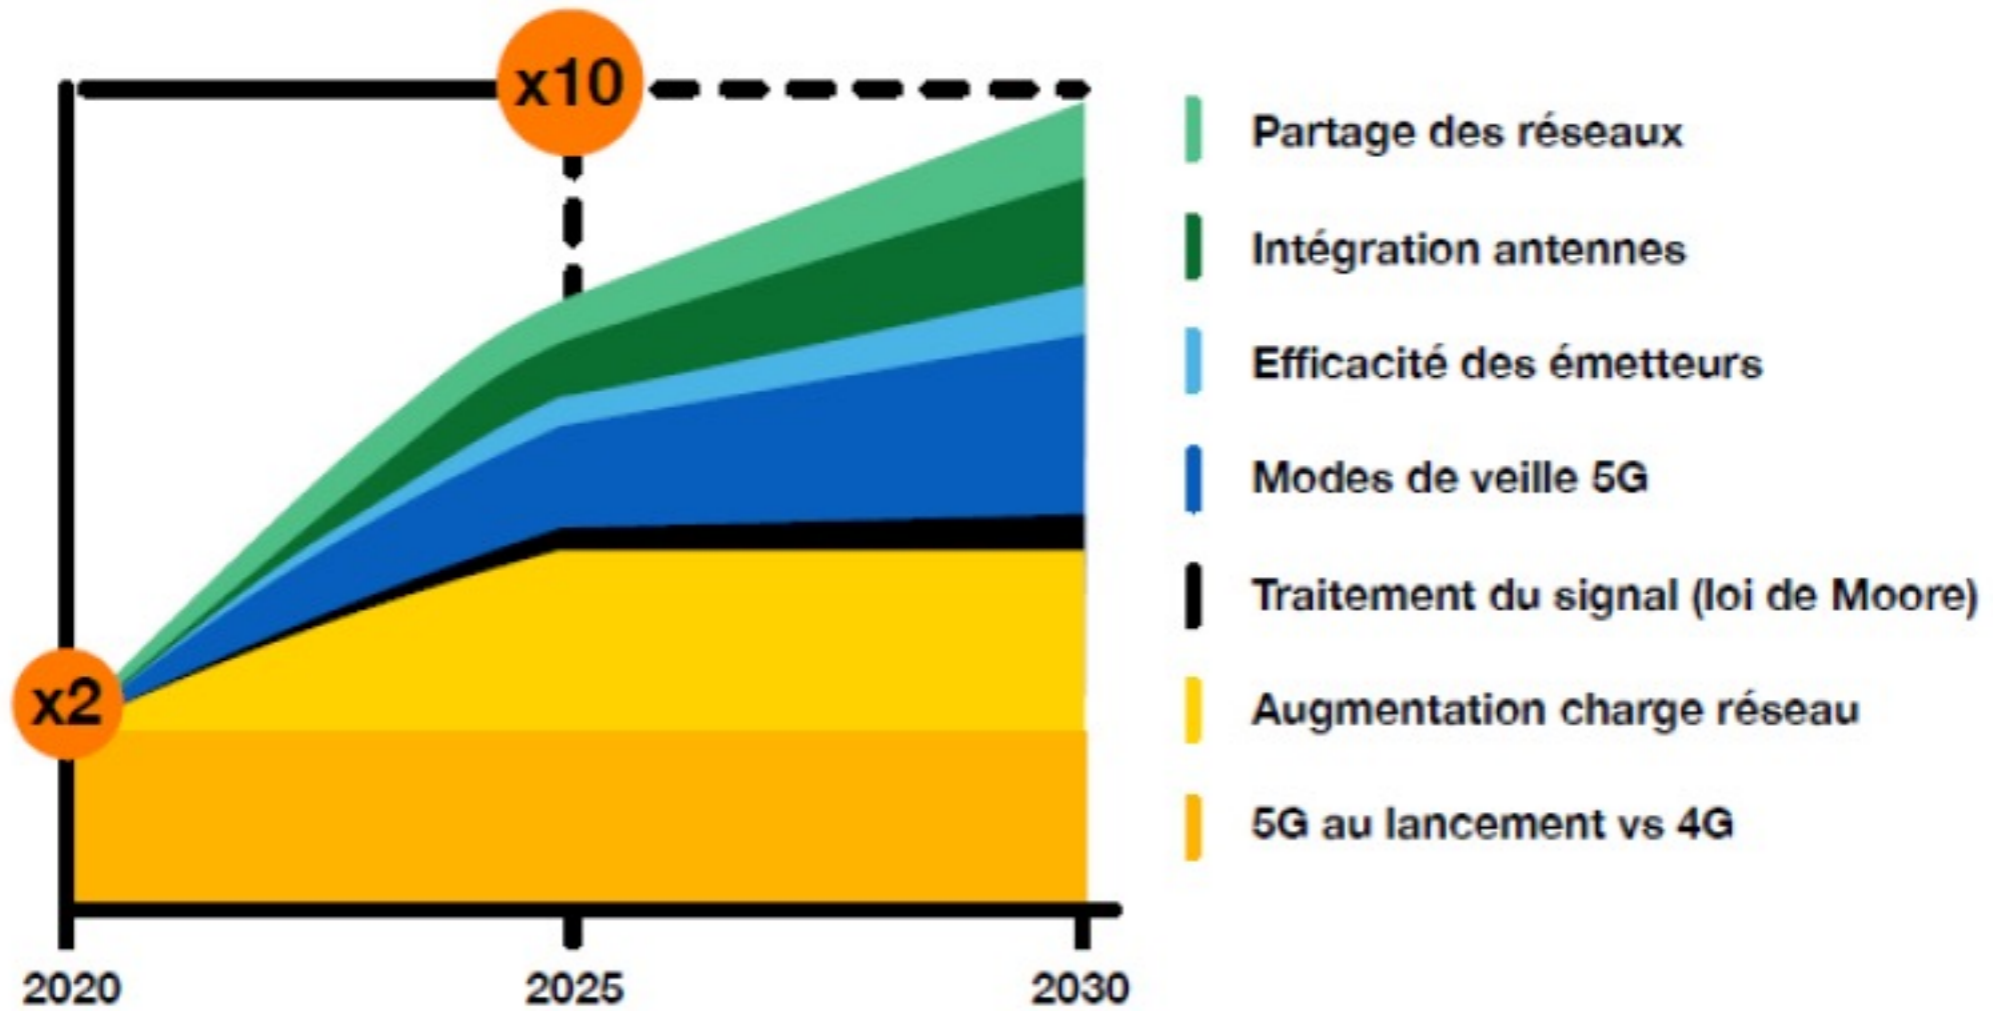 x10
x2
2020
2025
2030
Partage des réseaux
Intégration antennes
Efficacité des émetteurs
Modes de veille 5G
Traitement du signal (loi de Moore)
Augmentation charge réseau
5G au lancement vs 4G